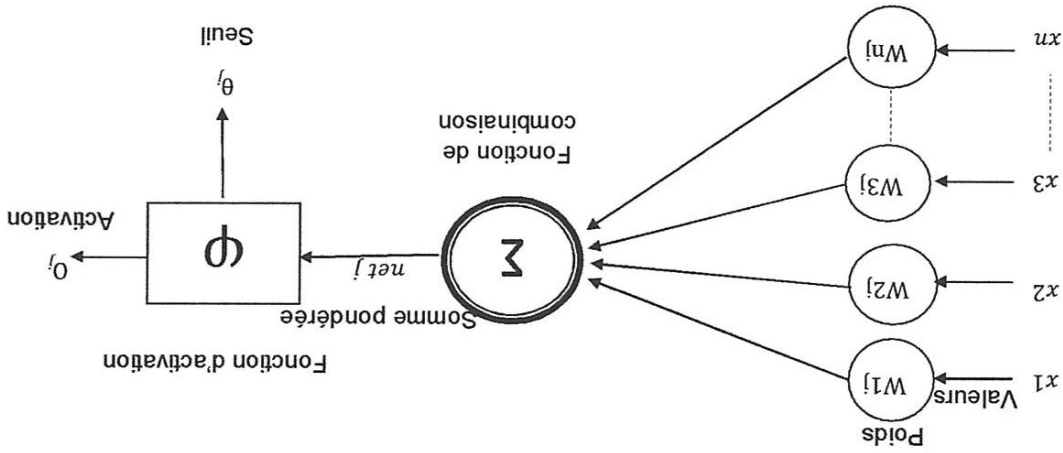 Poids
Valeurs
x1
W1j
Fonction d'activation
Somme pondérée
x2
W2j
net j
Σ
φ
Oj
Activation
x3
W3j
Fonction de
combinaison
θj
xn
Wnj
Seuil